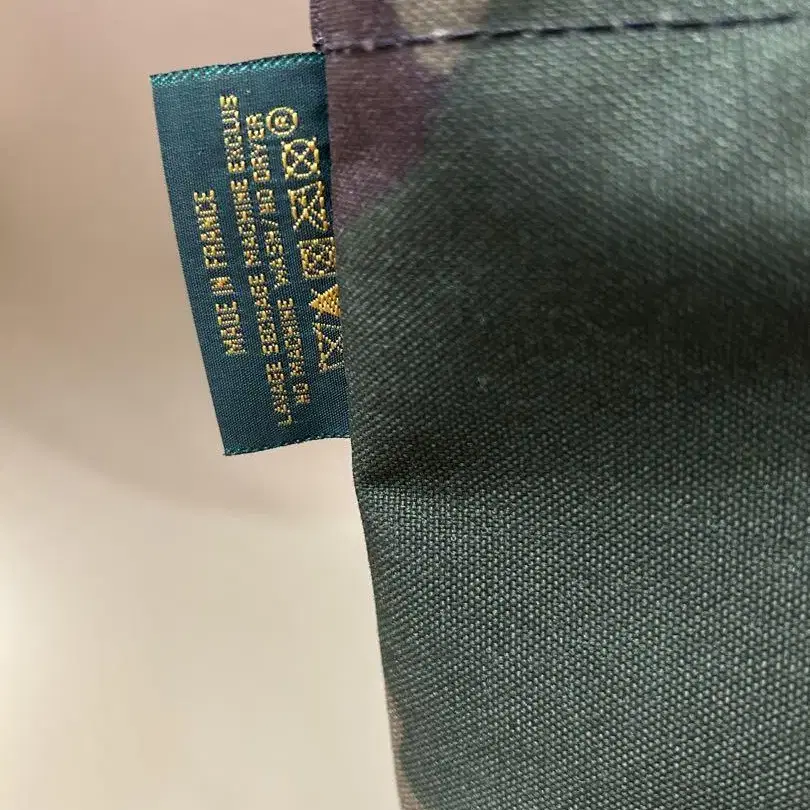 MADE IN FRANCE
LAVAGE SECHAGE MACHINE EXCLUS
NO MACHINE WASH/NO DRYER
®